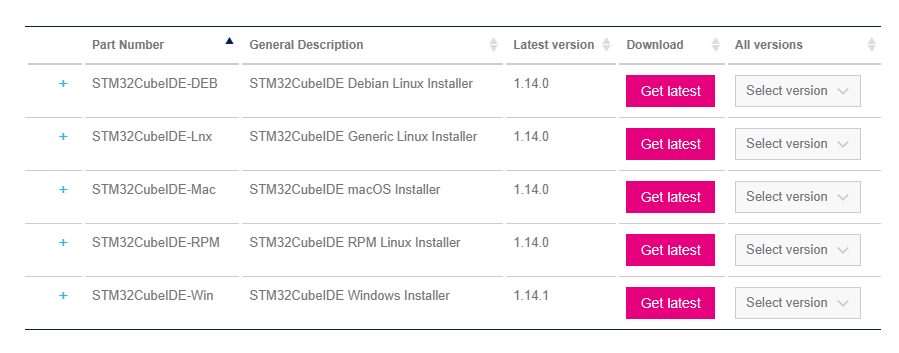 Part Number General Description Latest version Download All versions
+ STM32CubeIDE-DEB STM32CubeIDE Debian Linux Installer 1.14.0 Get latest Select version
+ STM32CubeIDE-Lnx STM32CubeIDE Generic Linux Installer 1.14.0 Get latest Select version
+ STM32CubeIDE-Mac STM32CubeIDE macOS Installer 1.14.0 Get latest Select version
+ STM32CubeIDE-RPM STM32CubeIDE RPM Linux Installer 1.14.0 Get latest Select version
+ STM32CubeIDE-Win STM32CubeIDE Windows Installer 1.14.1 Get latest Select version